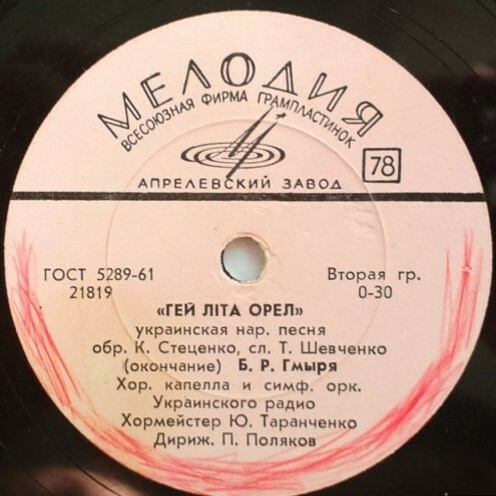 МЕЛОДИЯ
ВСЕСОЮЗНАЯ ФИРМА ГРАМПЛАСТИНОК
78
АПРЕЛЕВСКИЙ ЗАВОД
ГОСТ 5289-61
21819
Вторая гр.
0-30
«ГЕЙ ЛІТА ОРЕЛ»
украинская нар. песня
обр. К. Стеценко, сл. Т. Шевченко
(окончание) Б. Р. Гмыря
Хор. капелла и симф. орк.
Украинского радио
Хормейстер Ю. Таранченко
Дириж. П. Поляков